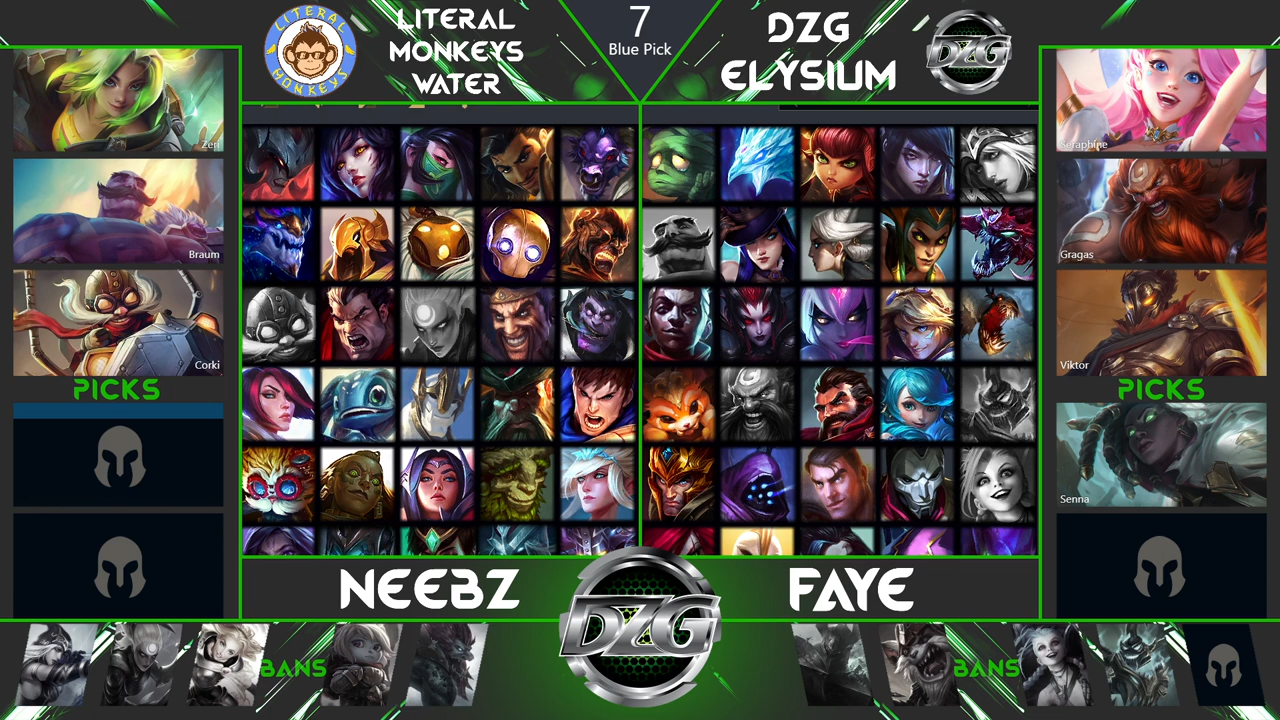 LITERAL
MONKEYS
LITERAL
MONKEYS
WATER
7
Blue Pick
DZG
ELYSIUM
DZG
Zeri
Braum
Corki
PICKS
Seraphine
Gragas
Viktor
PICKS
Senna
NEEBZ
FAYE
DZG
BANS
BANS